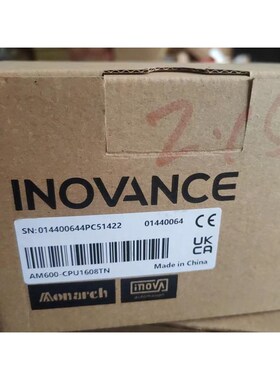 INOVANCE
SN:014400644PC51422 01440064 CE
UK
CA
AM600-CPU1608TN Made in China
Monarch inovA